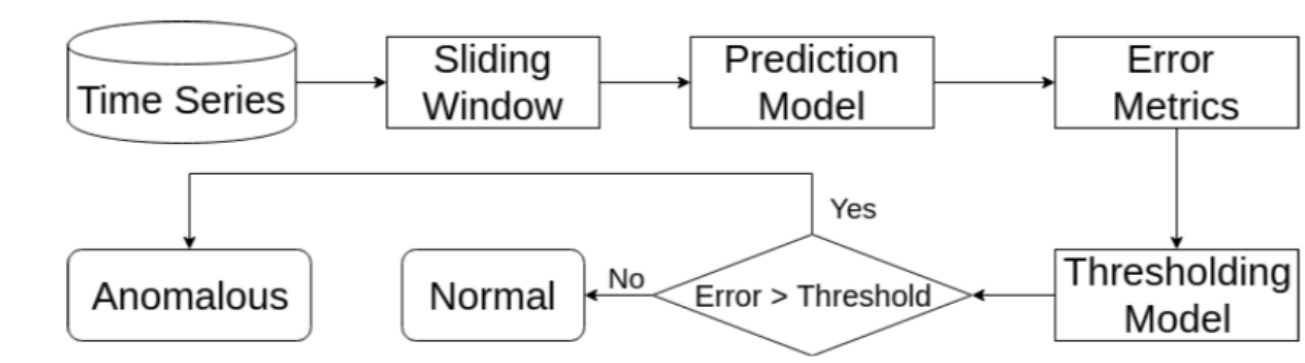 Time Series
Sliding
Window
Prediction
Model
Error
Metrics
Yes
Anomalous
Normal
No
Error > Threshold
Thresholding
Model